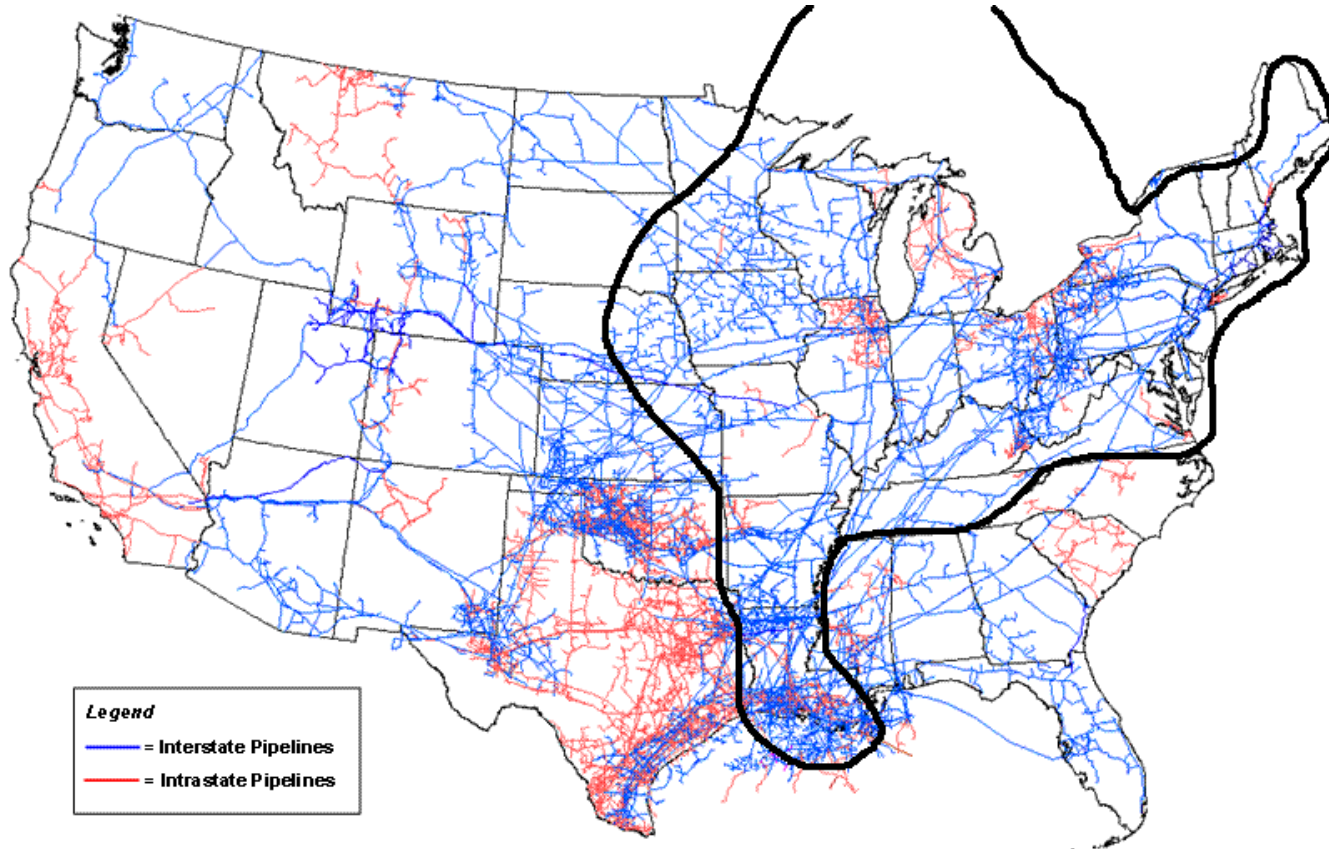 Legend
= Interstate Pipelines
= Intrastate Pipelines